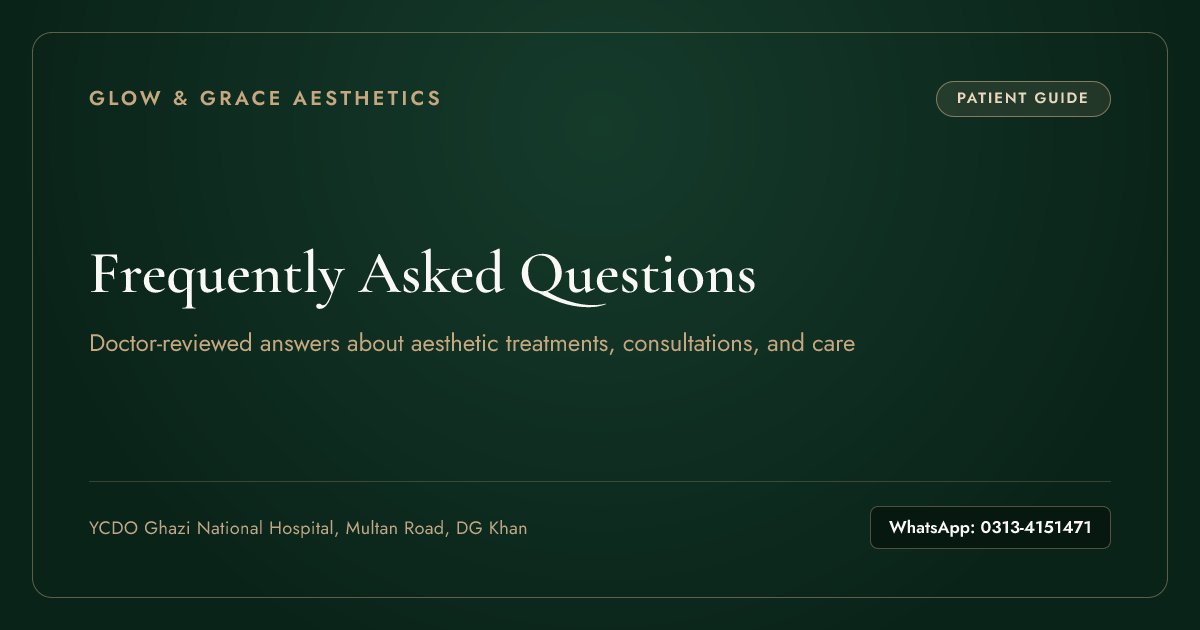 GLOW & GRACE AESTHETICS
PATIENT GUIDE
Frequently Asked Questions
Doctor-reviewed answers about aesthetic treatments, consultations, and care
YCDO Ghazi National Hospital, Multan Road, DG Khan
WhatsApp: 0313-4151471